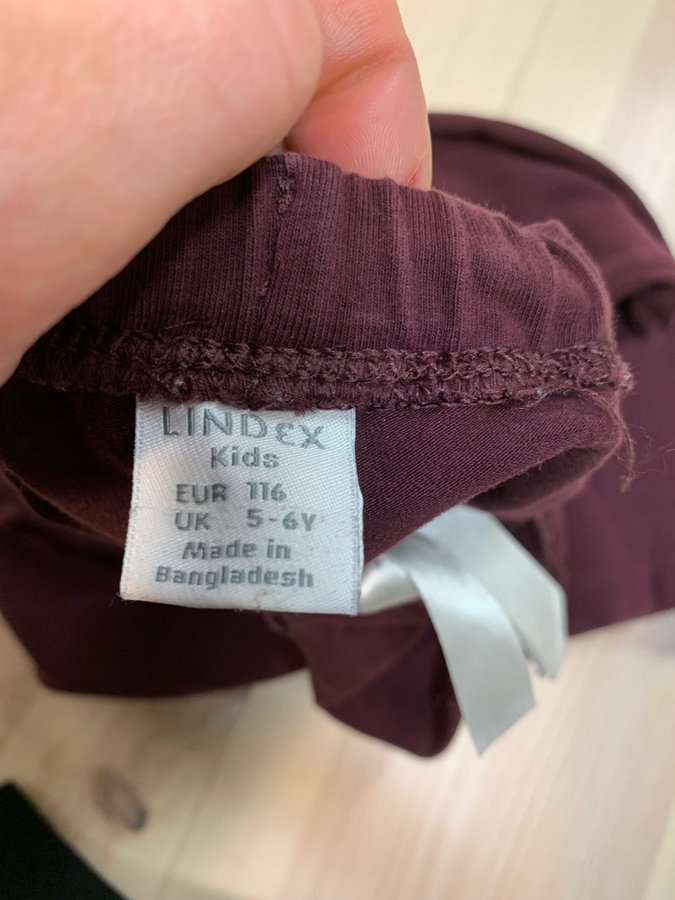 LINDEX
Kids
EUR 116
UK 5-6Y
Made in
Bangladesh